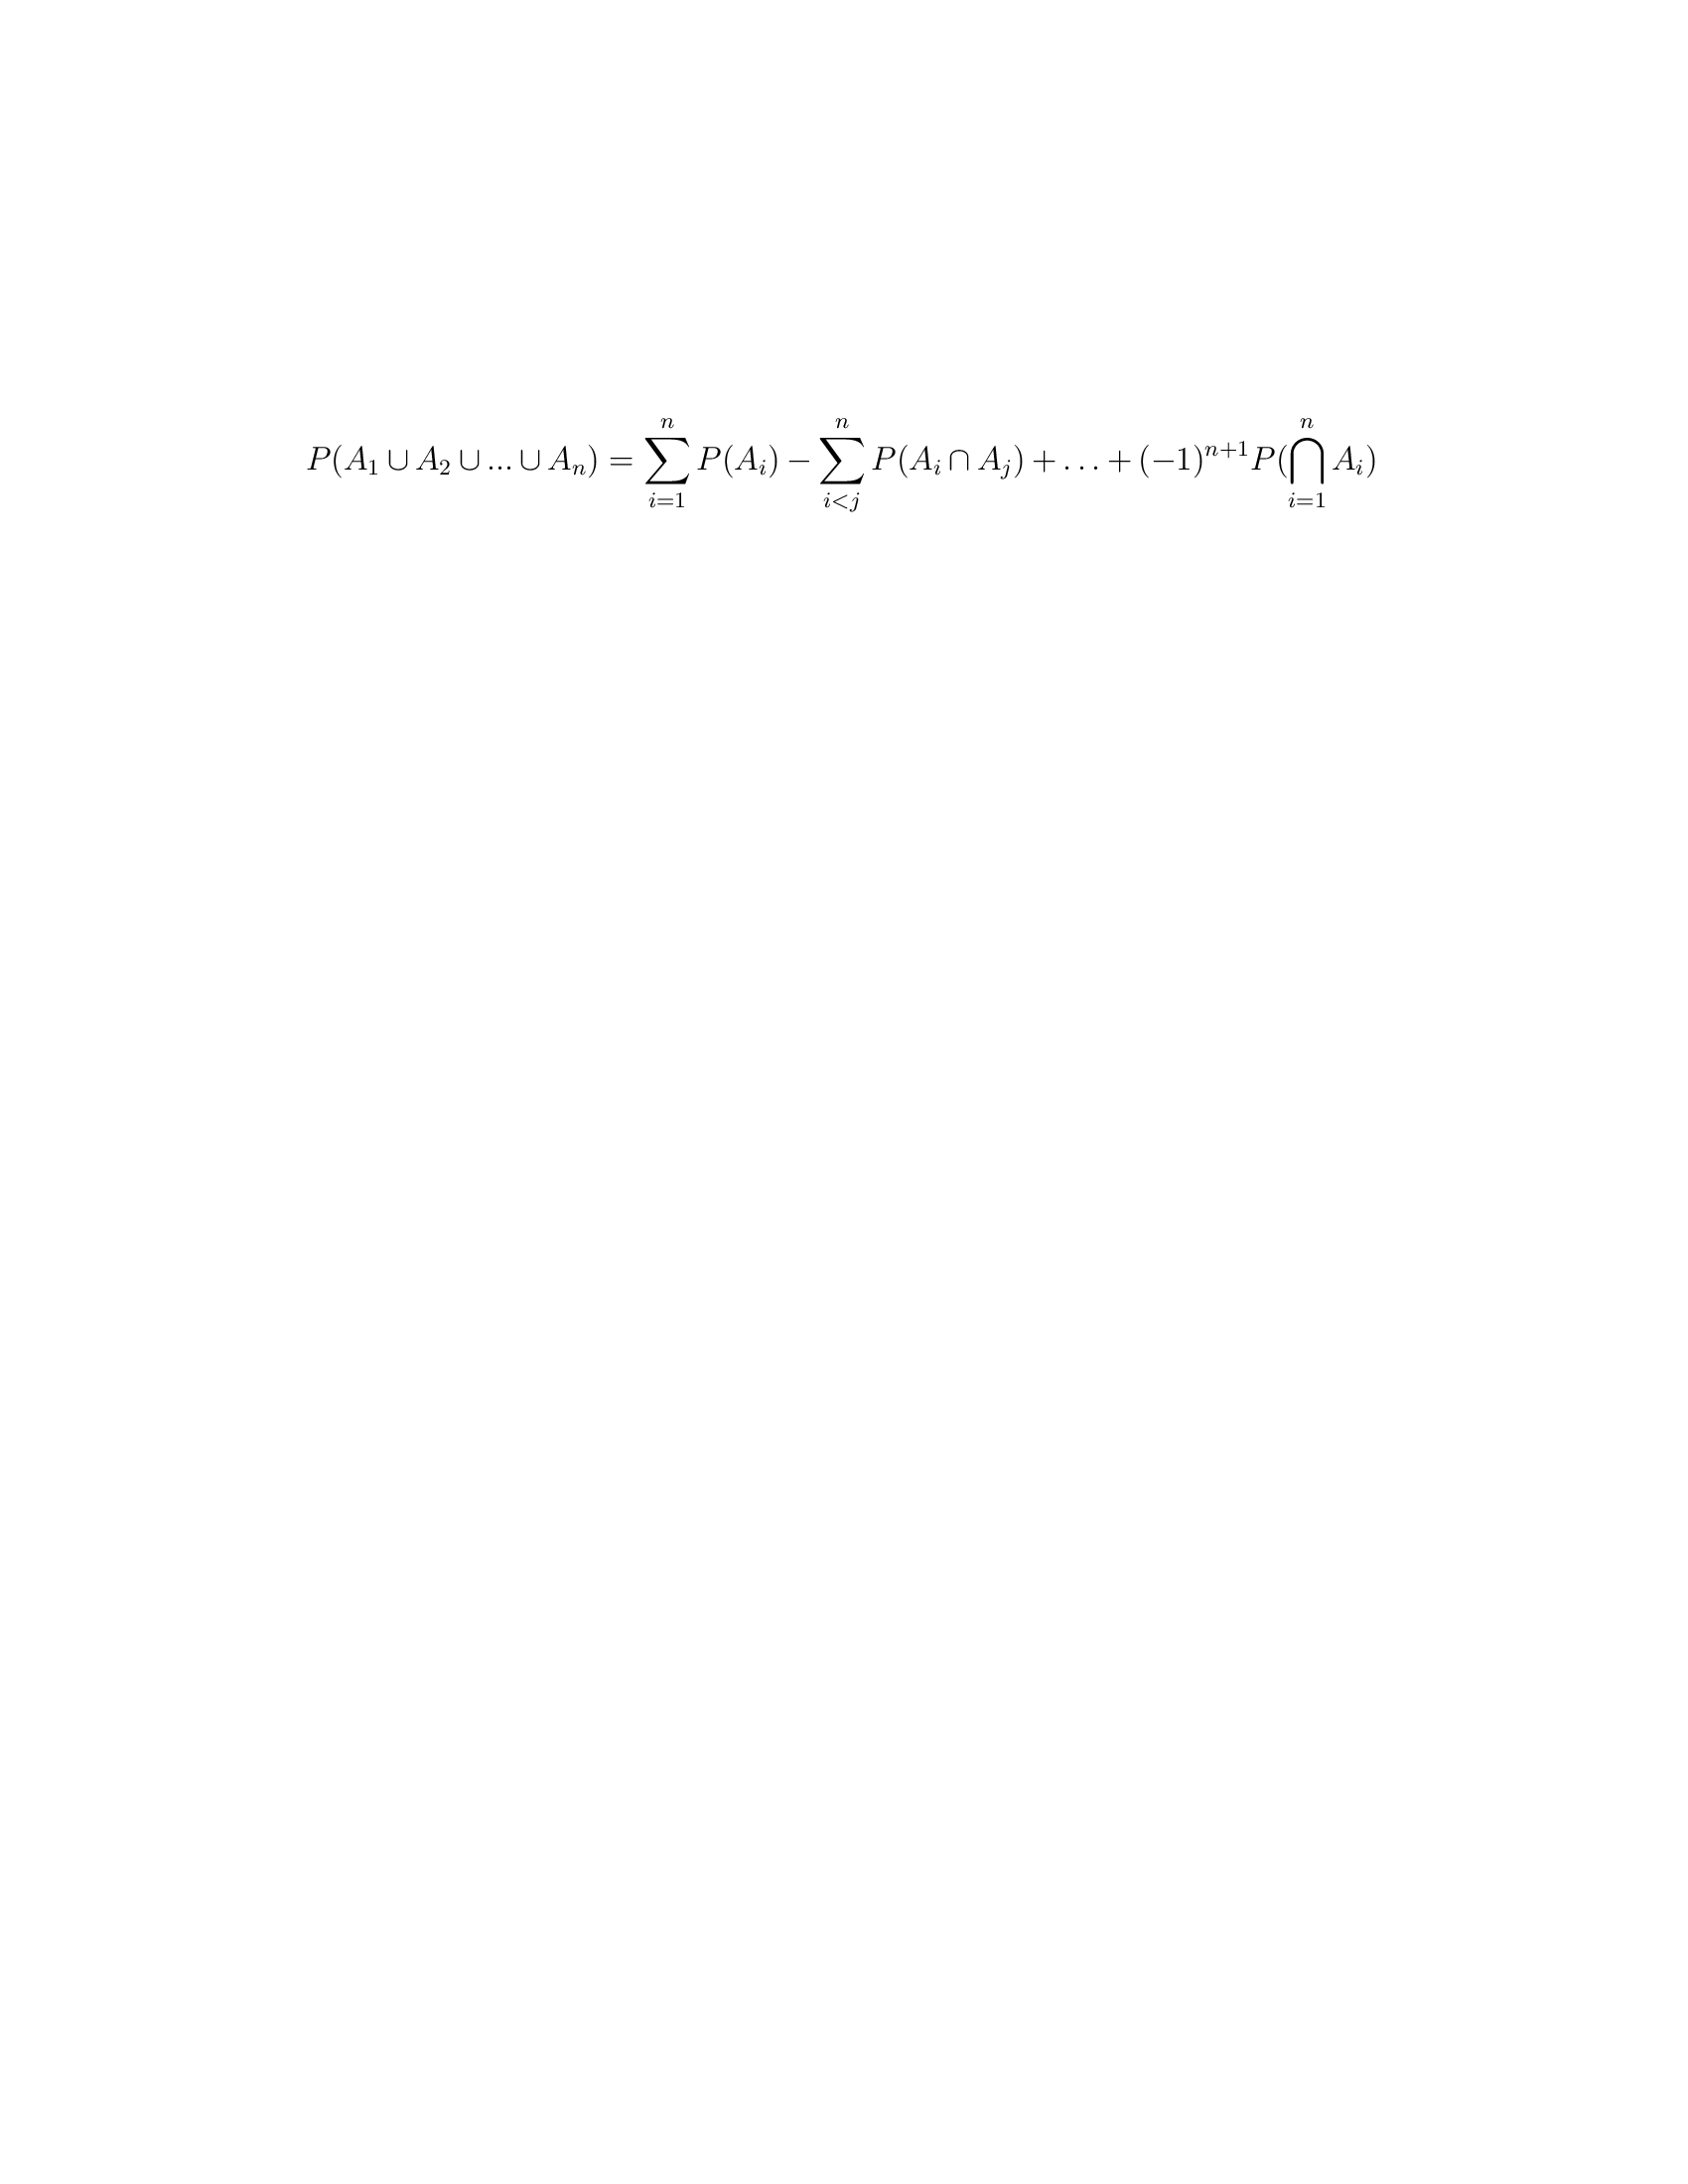 $P(A_1 \cup A_2 \cup ... \cup A_n) = \sum_{i=1}^{n} P(A_i) - \sum_{i<j}^{n} P(A_i \cap A_j) + \ldots + (-1)^{n+1} P(\bigcap_{i=1}^{n} A_i)$